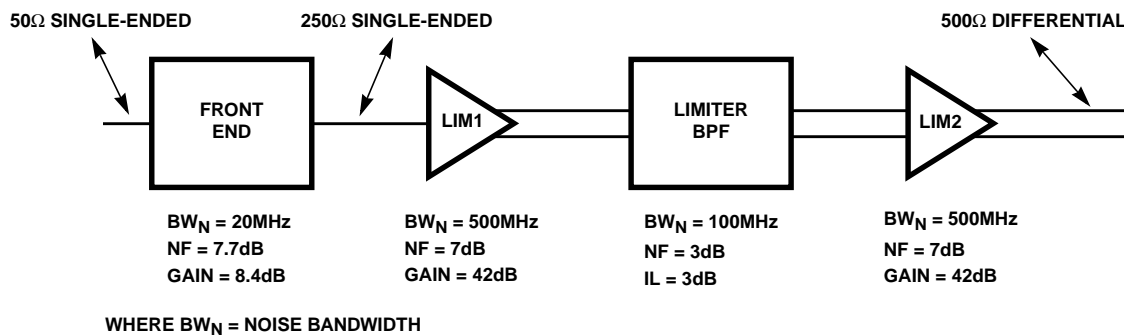 50Ω SINGLE-ENDED
250Ω SINGLE-ENDED
500Ω DIFFERENTIAL
FRONT
END
LIM1
LIMITER
BPF
LIM2
BWN = 20MHz
NF = 7.7dB
GAIN = 8.4dB
BWN = 500MHz
NF = 7dB
GAIN = 42dB
BWN = 100MHz
NF = 3dB
IL = 3dB
BWN = 500MHz
NF = 7dB
GAIN = 42dB
WHERE BWN = NOISE BANDWIDTH